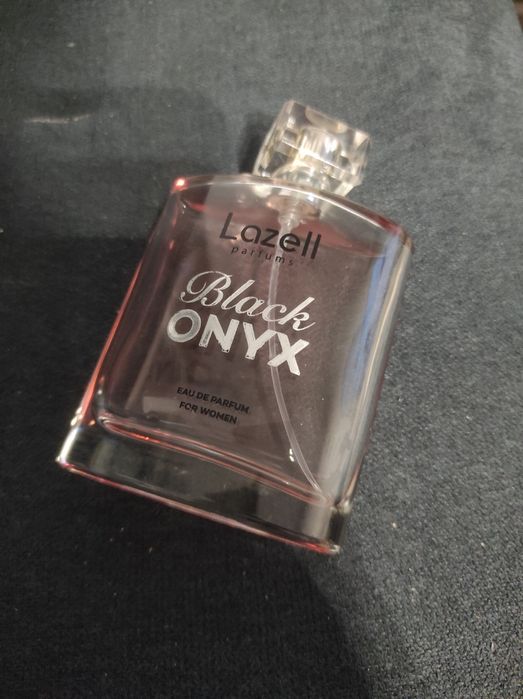 Lazell
parfums
Black
ONYX
EAU DE PARFUM
FOR WOMEN